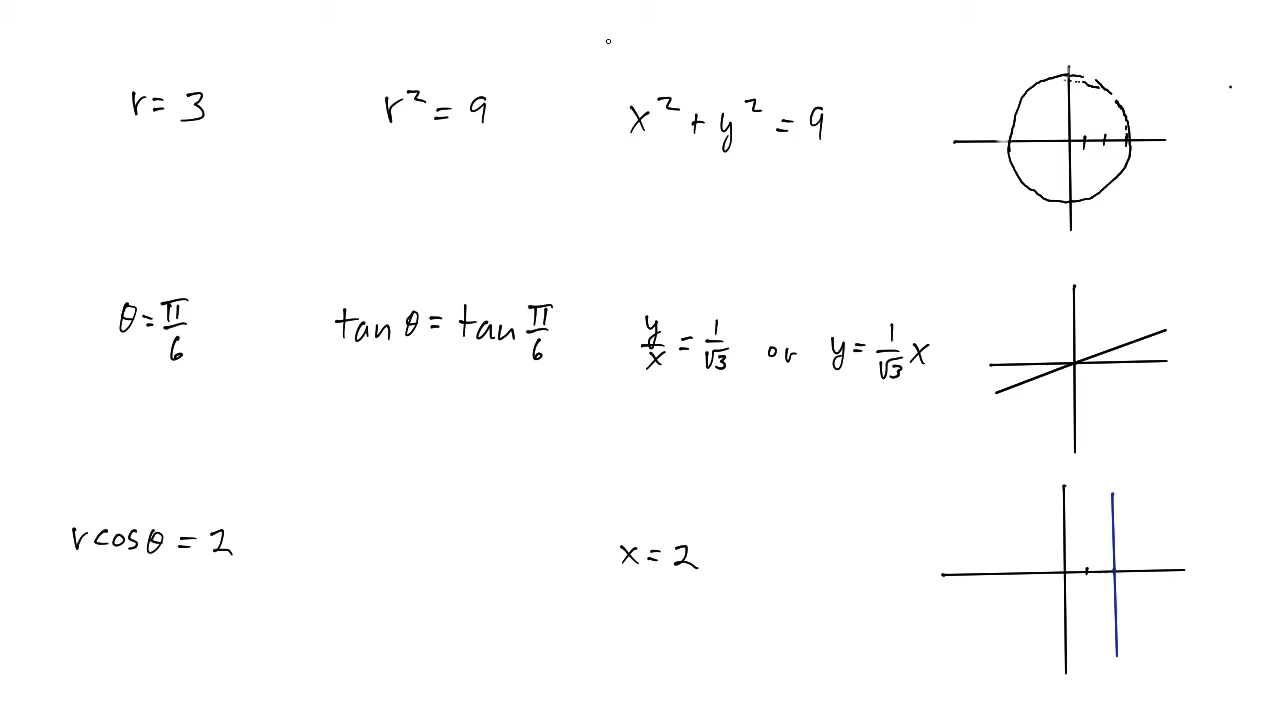 r = 3 r² = 9 x² + y² = 9
θ = π/6 tan θ = tan π/6 y/x = 1/√3 or y = 1/√3 x
r cos θ = 2 x = 2